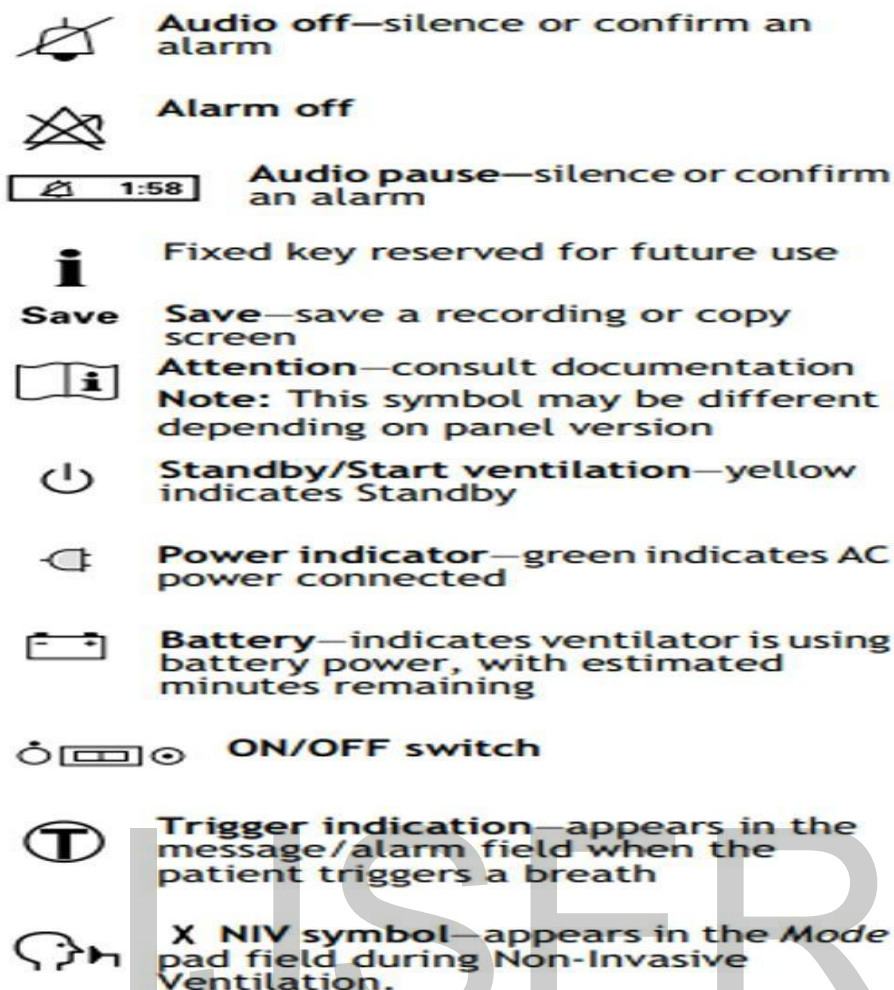 Audio off—silence or confirm an
alarm
Alarm off
1:58
Audio pause—silence or confirm
an alarm
i
Fixed key reserved for future use
Save
Save—save a recording or copy
screen
i
Attention—consult documentation
Note: This symbol may be different
depending on panel version
Standby/Start ventilation—yellow
indicates Standby
Power indicator—green indicates AC
power connected
Battery—indicates ventilator is using
battery power, with estimated
minutes remaining
ON/OFF switch
T
Trigger indication—appears in the
message/alarm field when the
patient triggers a breath
X NIV symbol—appears in the Mode
pad field during Non-Invasive
Ventilation.
IJSER